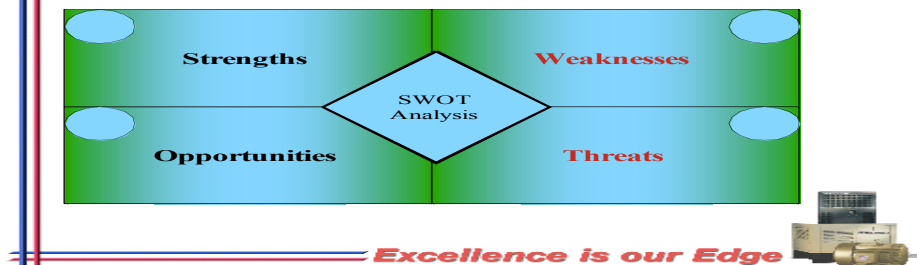 Strengths
Weaknesses
SWOT
Analysis
Opportunities
Threats
Excellence is our Edge